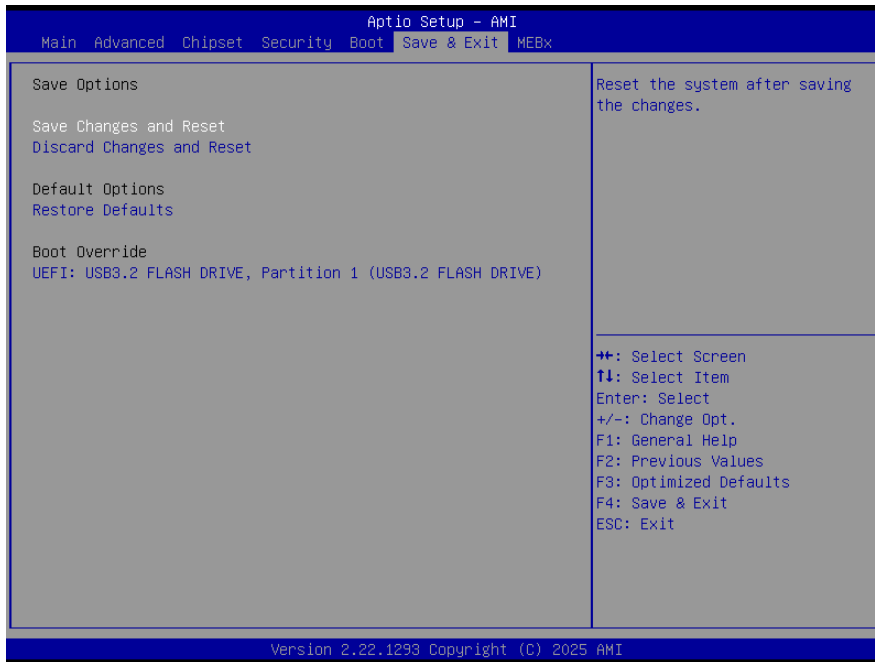 Aptio Setup – AMI
Main Advanced Chipset Security Boot Save & Exit MEBx
Save Options
Save Changes and Reset
Discard Changes and Reset
Default Options
Restore Defaults
Boot Override
UEFI: USB3.2 FLASH DRIVE, Partition 1 (USB3.2 FLASH DRIVE)
Reset the system after saving
the changes.
→←: Select Screen
↑↓: Select Item
Enter: Select
+/-: Change Opt.
F1: General Help
F2: Previous Values
F3: Optimized Defaults
F4: Save & Exit
ESC: Exit
Version 2.22.1293 Copyright (C) 2025 AMI